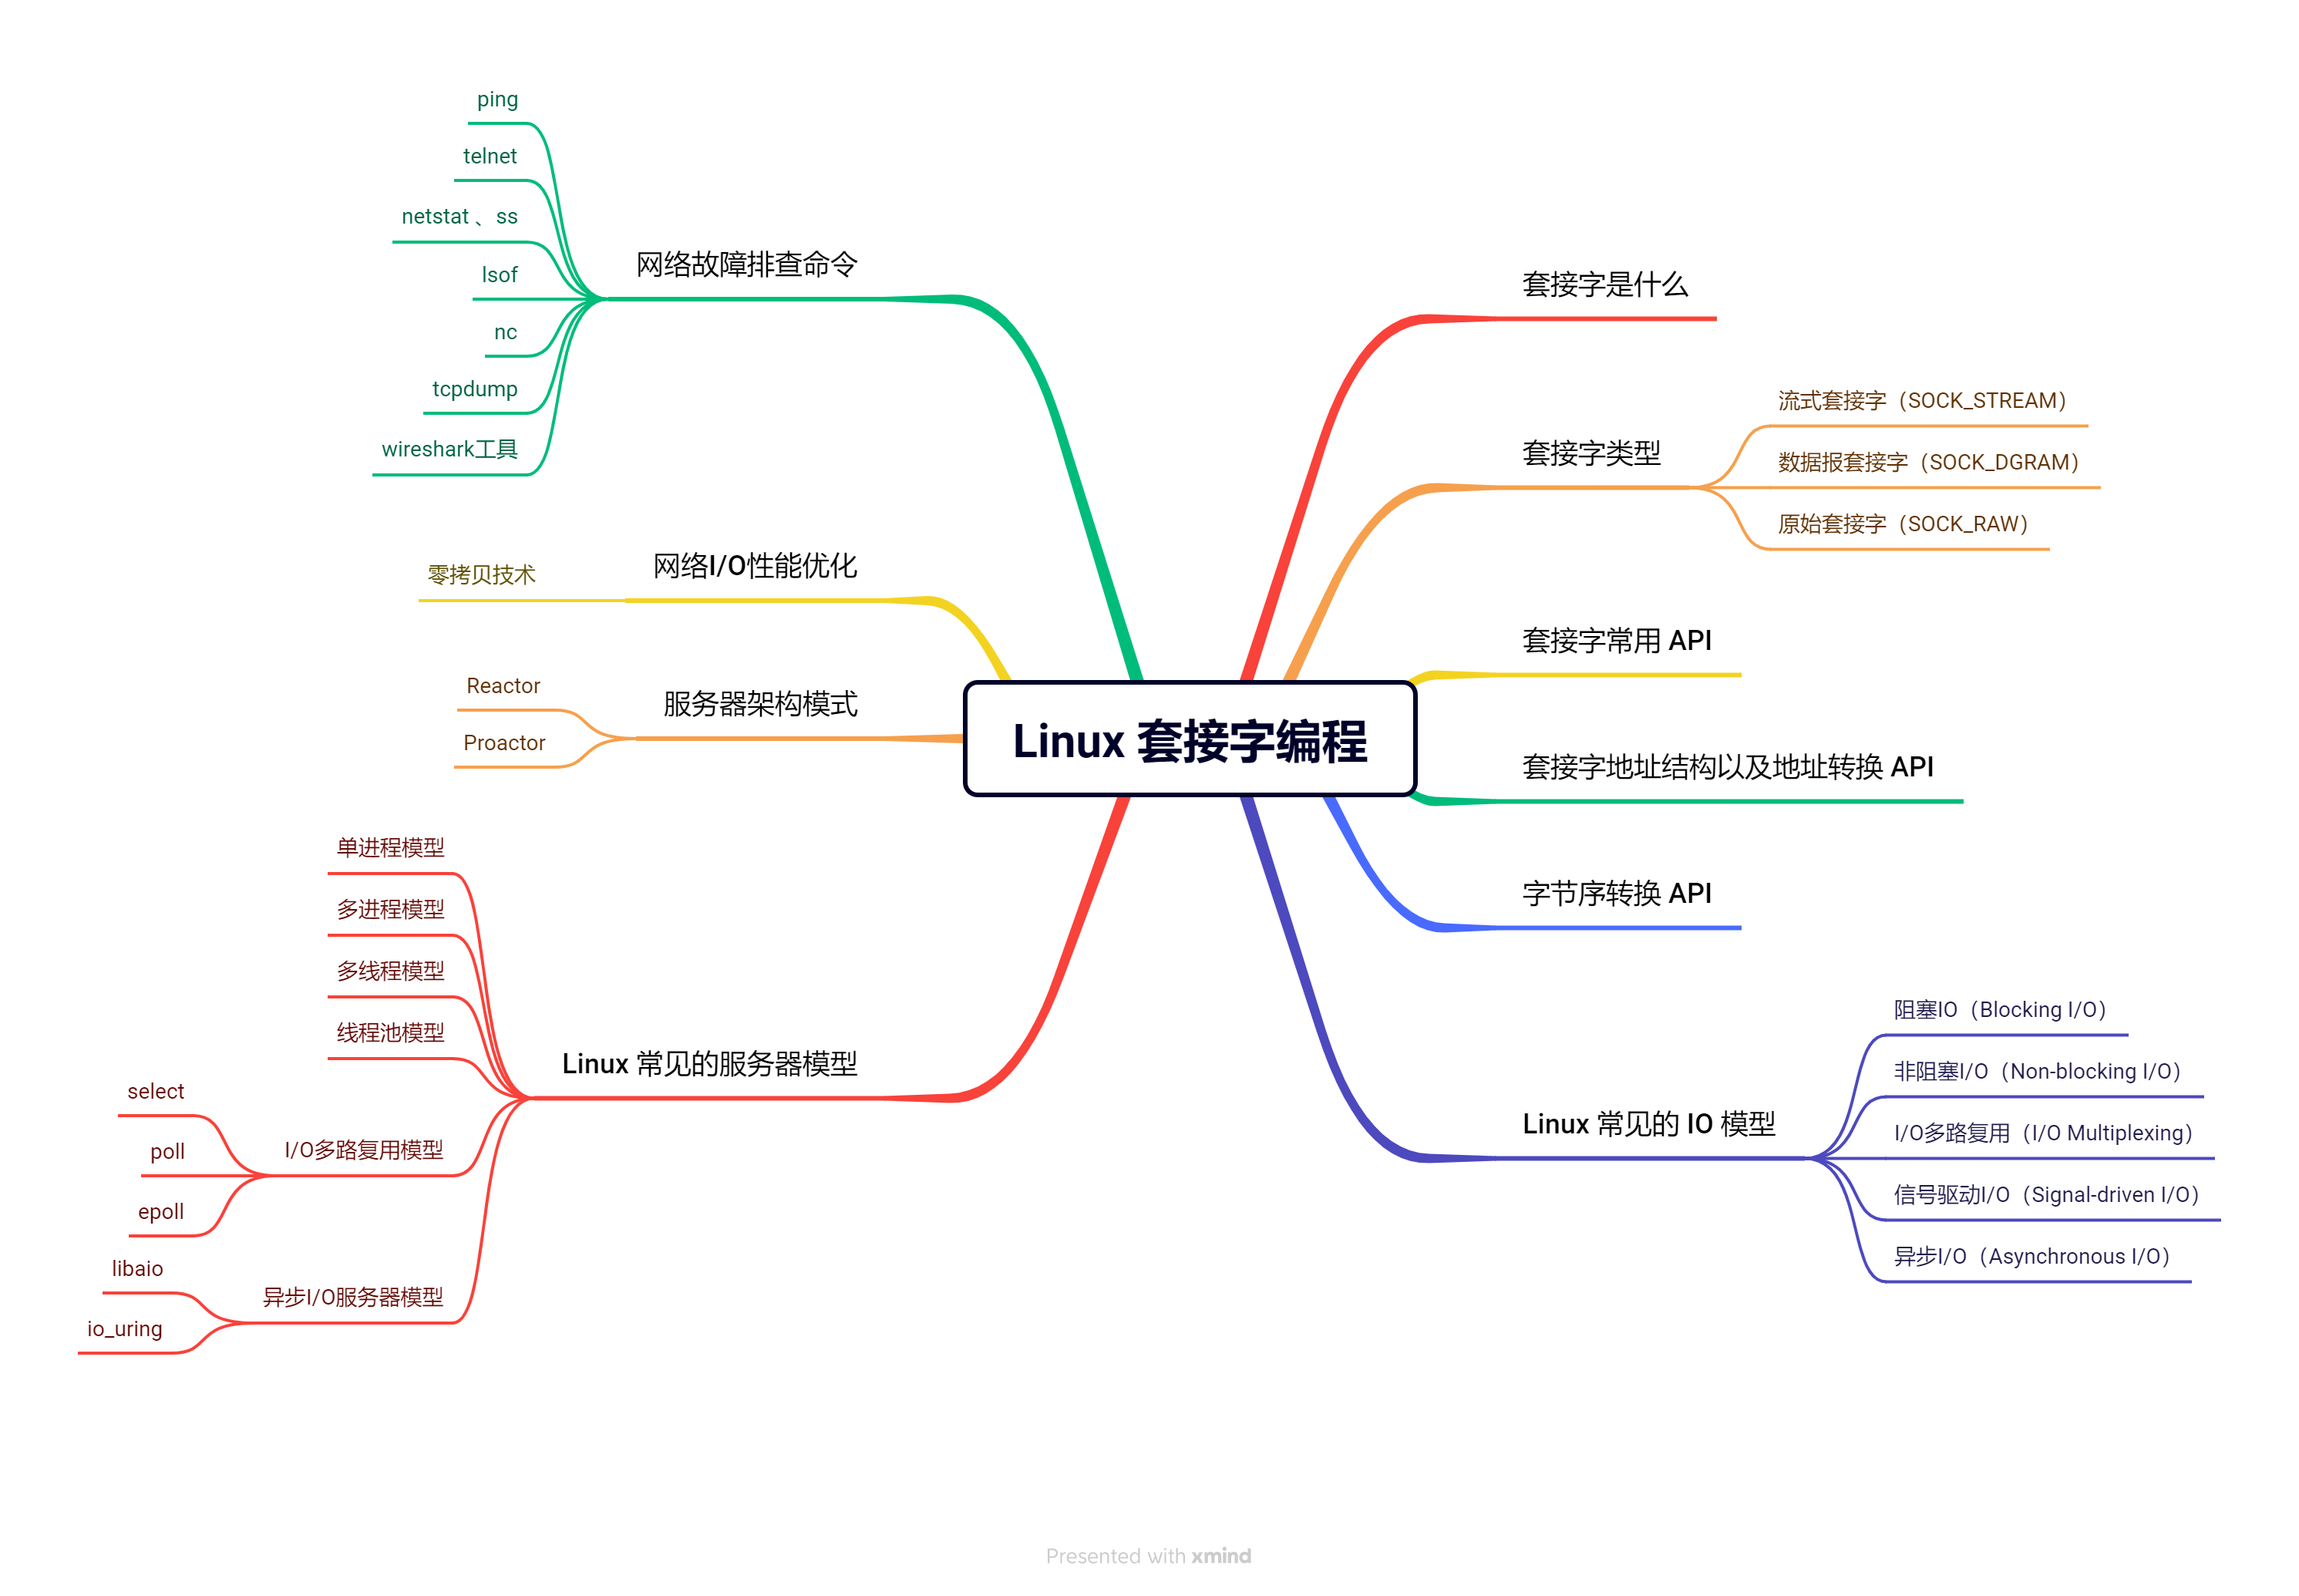 Linux 套接字编程
套接字是什么
套接字类型
流式套接字（SOCK_STREAM）
数据报套接字（SOCK_DGRAM）
原始套接字（SOCK_RAW）
套接字常用 API
套接字地址结构以及地址转换 API
字节序转换 API
Linux 常见的 IO 模型
阻塞IO（Blocking I/O）
非阻塞I/O（Non-blocking I/O）
I/O多路复用（I/O Multiplexing）
信号驱动I/O（Signal-driven I/O）
异步I/O（Asynchronous I/O）
网络故障排查命令
ping
telnet
netstat 、ss
lsof
nc
tcpdump
wireshark工具
网络I/O性能优化
零拷贝技术
服务器架构模式
Reactor
Proactor
Linux 常见的服务器模型
单进程模型
多进程模型
多线程模型
线程池模型
I/O多路复用模型
select
poll
epoll
异步I/O服务器模型
libaio
io_uring
Presented with xmind